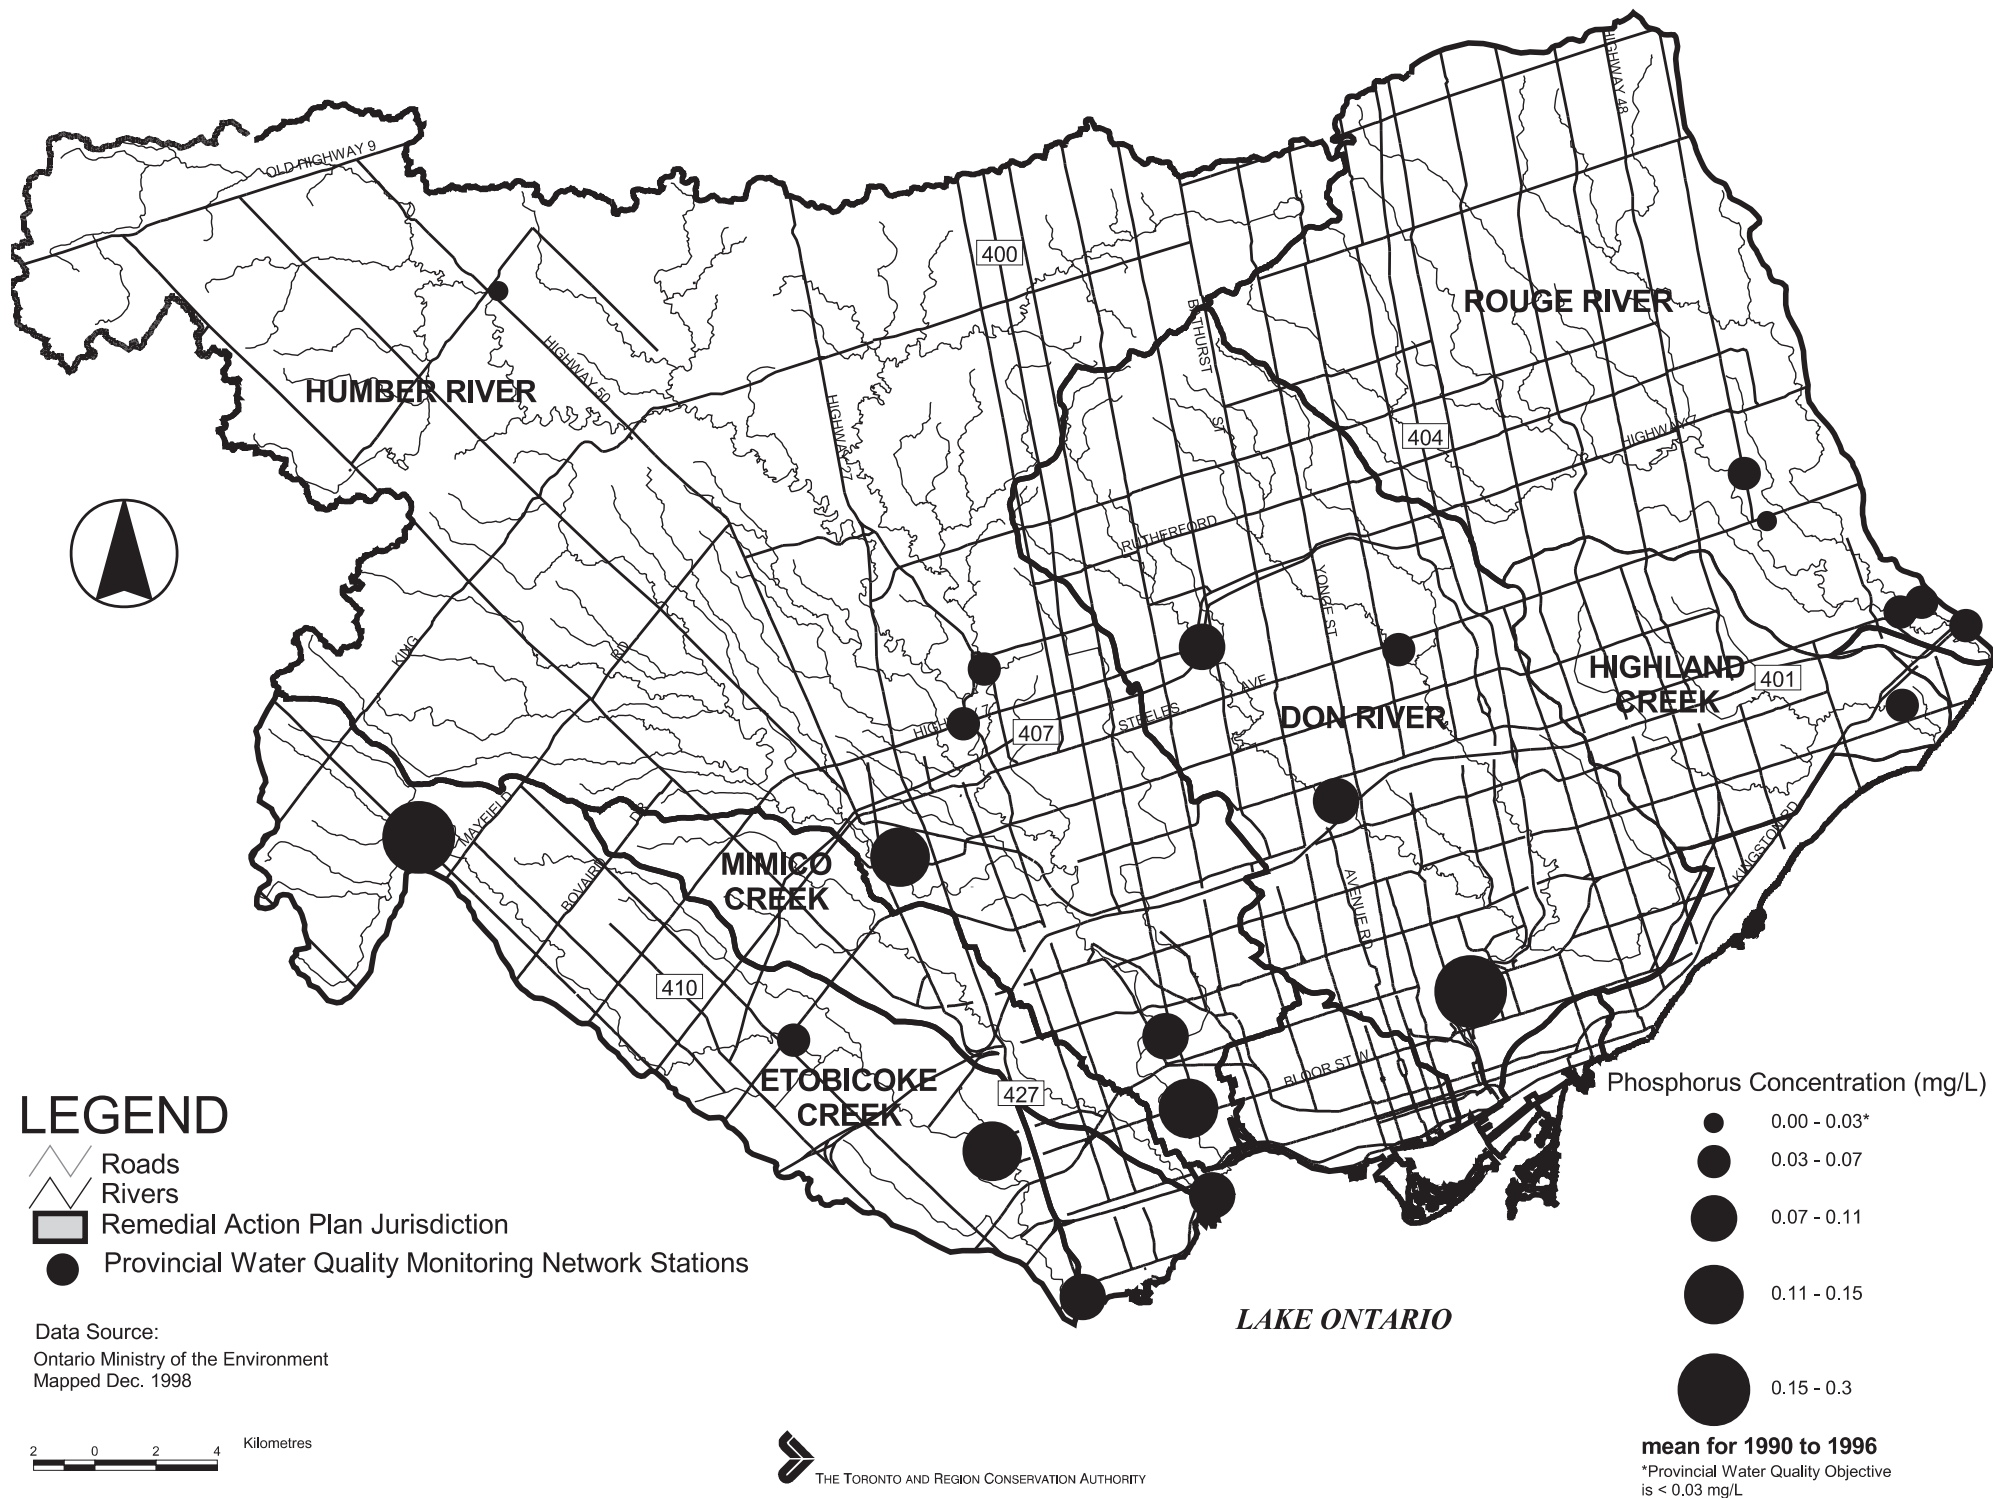 HIGHWAY 48
OLD HIGHWAY 9
400
ROUGE RIVER
BATHURST
ST
HIGHWAY 50
HUMBER RIVER
HIGHWAY 27
404
HIGHWAY 7
RUTHERFORD
YONGE ST
KING
RD
HIGHLAND
CREEK
401
AVE
STEELES
DON RIVER
HIGHWAY 7
407
MAYFIELD
MIMICO
CREEK
BOVAIRD
KINGSTON RD
AVENUE RD
410
BLOOR ST W
ETOBICOKE
CREEK
427
LAKE ONTARIO
LEGEND
Roads
Rivers
Remedial Action Plan Jurisdiction
Provincial Water Quality Monitoring Network Stations
Data Source:
Ontario Ministry of the Environment
Mapped Dec. 1998
2 0 2 4
Kilometres
THE TORONTO AND REGION CONSERVATION AUTHORITY
Phosphorus Concentration (mg/L)
0.00 - 0.03*
0.03 - 0.07
0.07 - 0.11
0.11 - 0.15
0.15 - 0.3
mean for 1990 to 1996
*Provincial Water Quality Objective
is < 0.03 mg/L